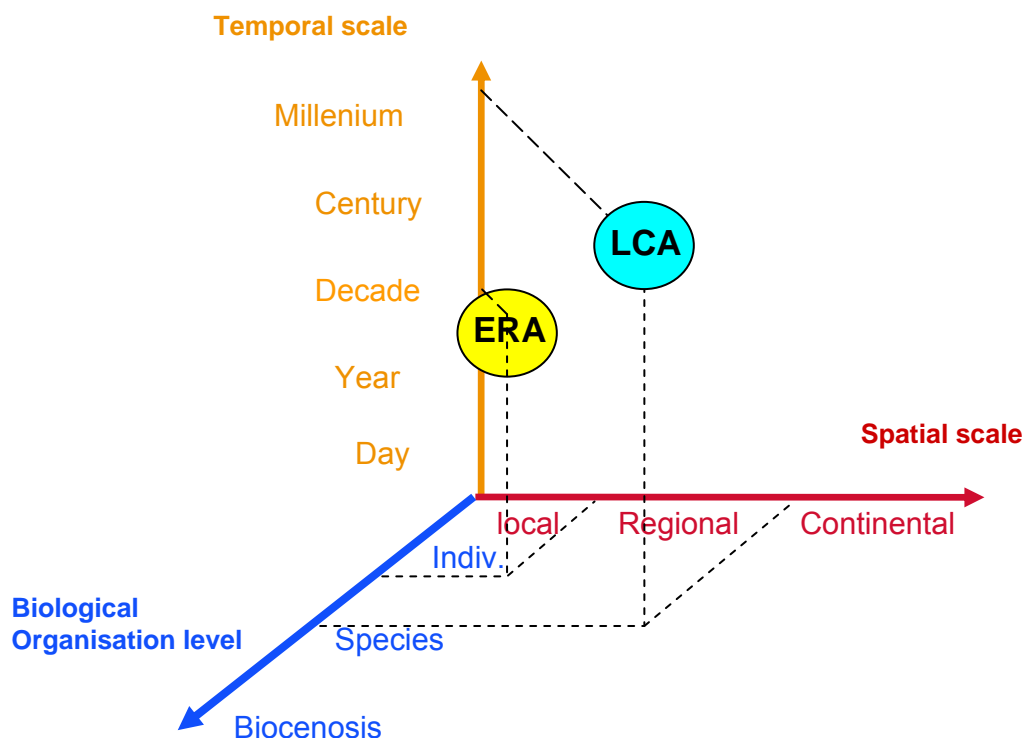 Temporal scale
Millenium
Century
LCA
Decade
ERA
Year
Spatial scale
Day
local
Regional
Continental
Indiv.
Biological
Organisation level
Species
Biocenosis